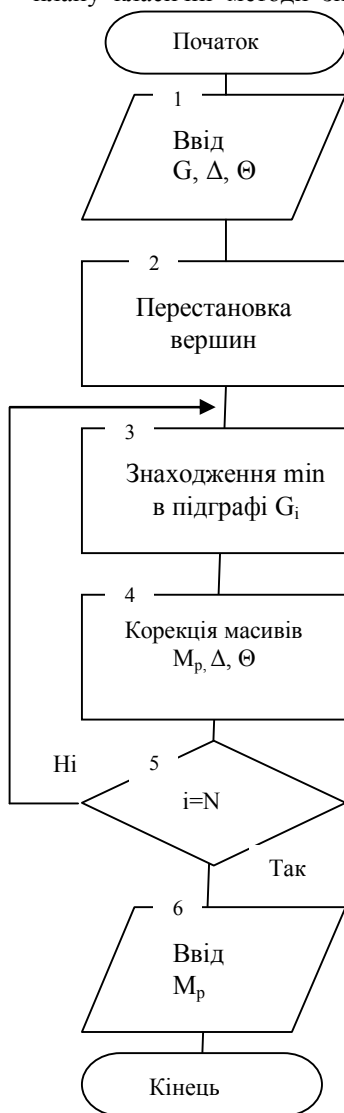 Початок
1
Ввід
G, Δ, Θ
2
Перестановка
вершин
3
Знаходження min
в підграфі Gᵢ
4
Корекція масивів
Mₚ, Δ, Θ
Ні
5
i=N
Так
6
Ввід
Mₚ
Кінець